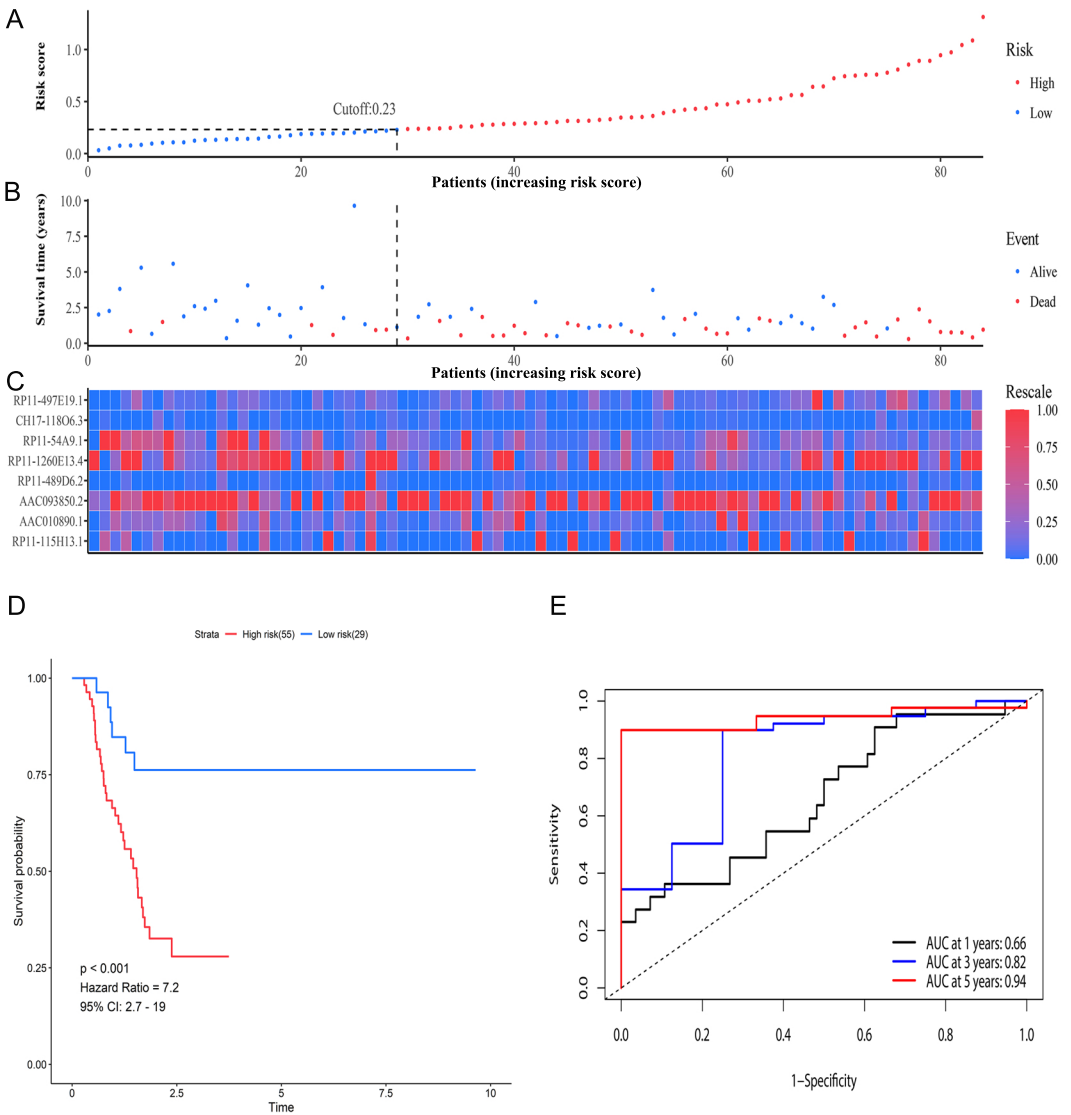 A
Risk score
1.0
0.5
0.0
Cutoff:0.23
0
20
40
60
80
Patients (increasing risk score)
Risk
High
Low
B
Suvival time (years)
10.0
7.5
5.0
2.5
0.0
0
20
40
60
80
Patients (increasing risk score)
Event
Alive
Dead
C
RP11-497E19.1
CH17-118O6.3
RP11-54A9.1
RP11-1260E13.4
RP11-489D6.2
AAC093850.2
AAC010890.1
RP11-115H13.1
Rescale
1.00
0.75
0.50
0.25
0.00
D
Strata High risk(55) Low risk(29)
Survival probability
1.00
0.75
0.50
0.25
0.00
p < 0.001
Hazard Ratio = 7.2
95% CI: 2.7 - 19
0
2.5
5
7.5
10
Time
E
Sensitivity
1.0
0.8
0.6
0.4
0.2
0.0
AUC at 1 years: 0.66
AUC at 3 years: 0.82
AUC at 5 years: 0.94
0.0
0.2
0.4
0.6
0.8
1.0
1−Specificity